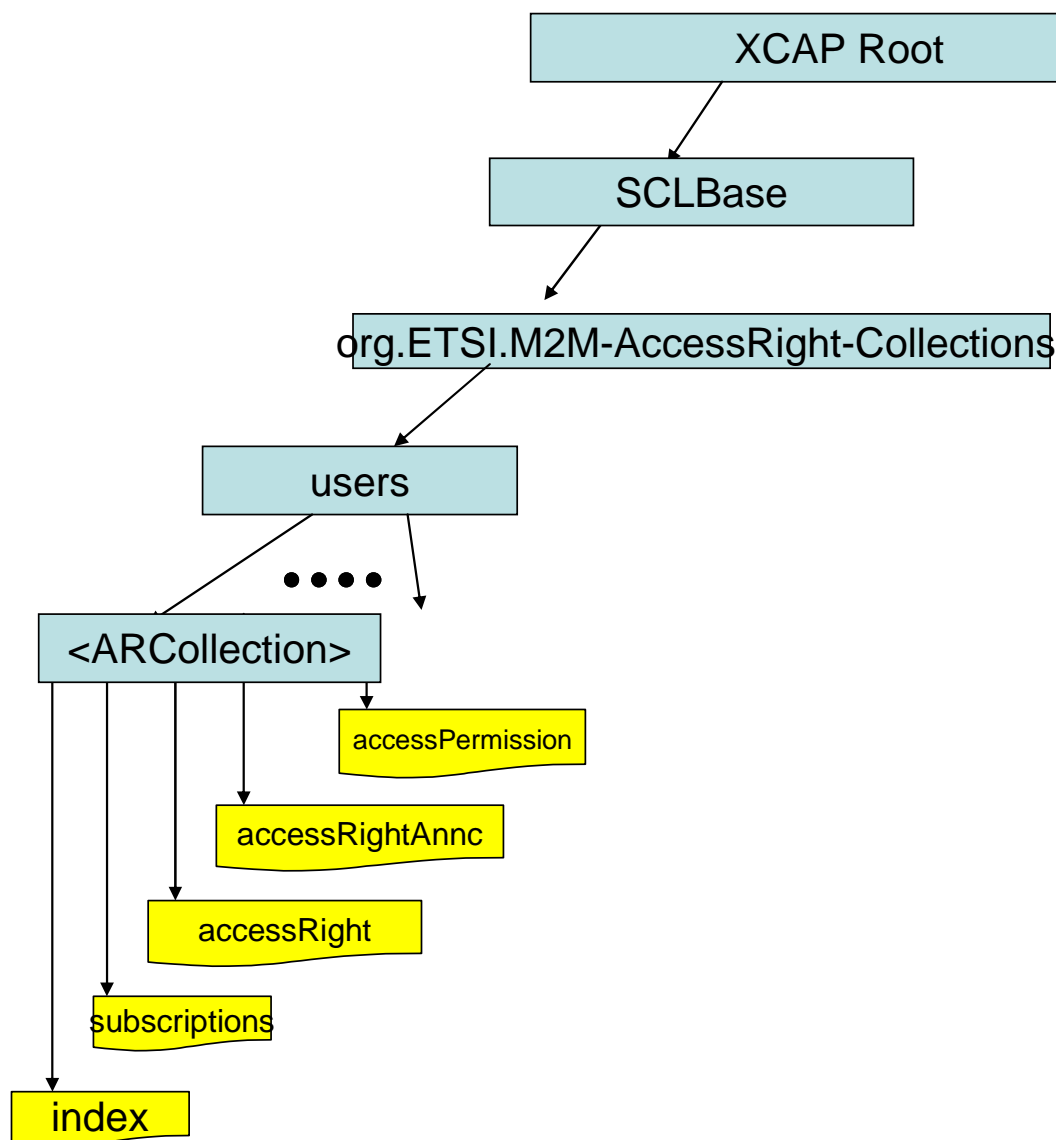 XCAP Root
SCLBase
org.ETSI.M2M-AccessRight-Collections
users
<ARCollection>
accessPermission
accessRightAnnc
accessRight
subscriptions
index